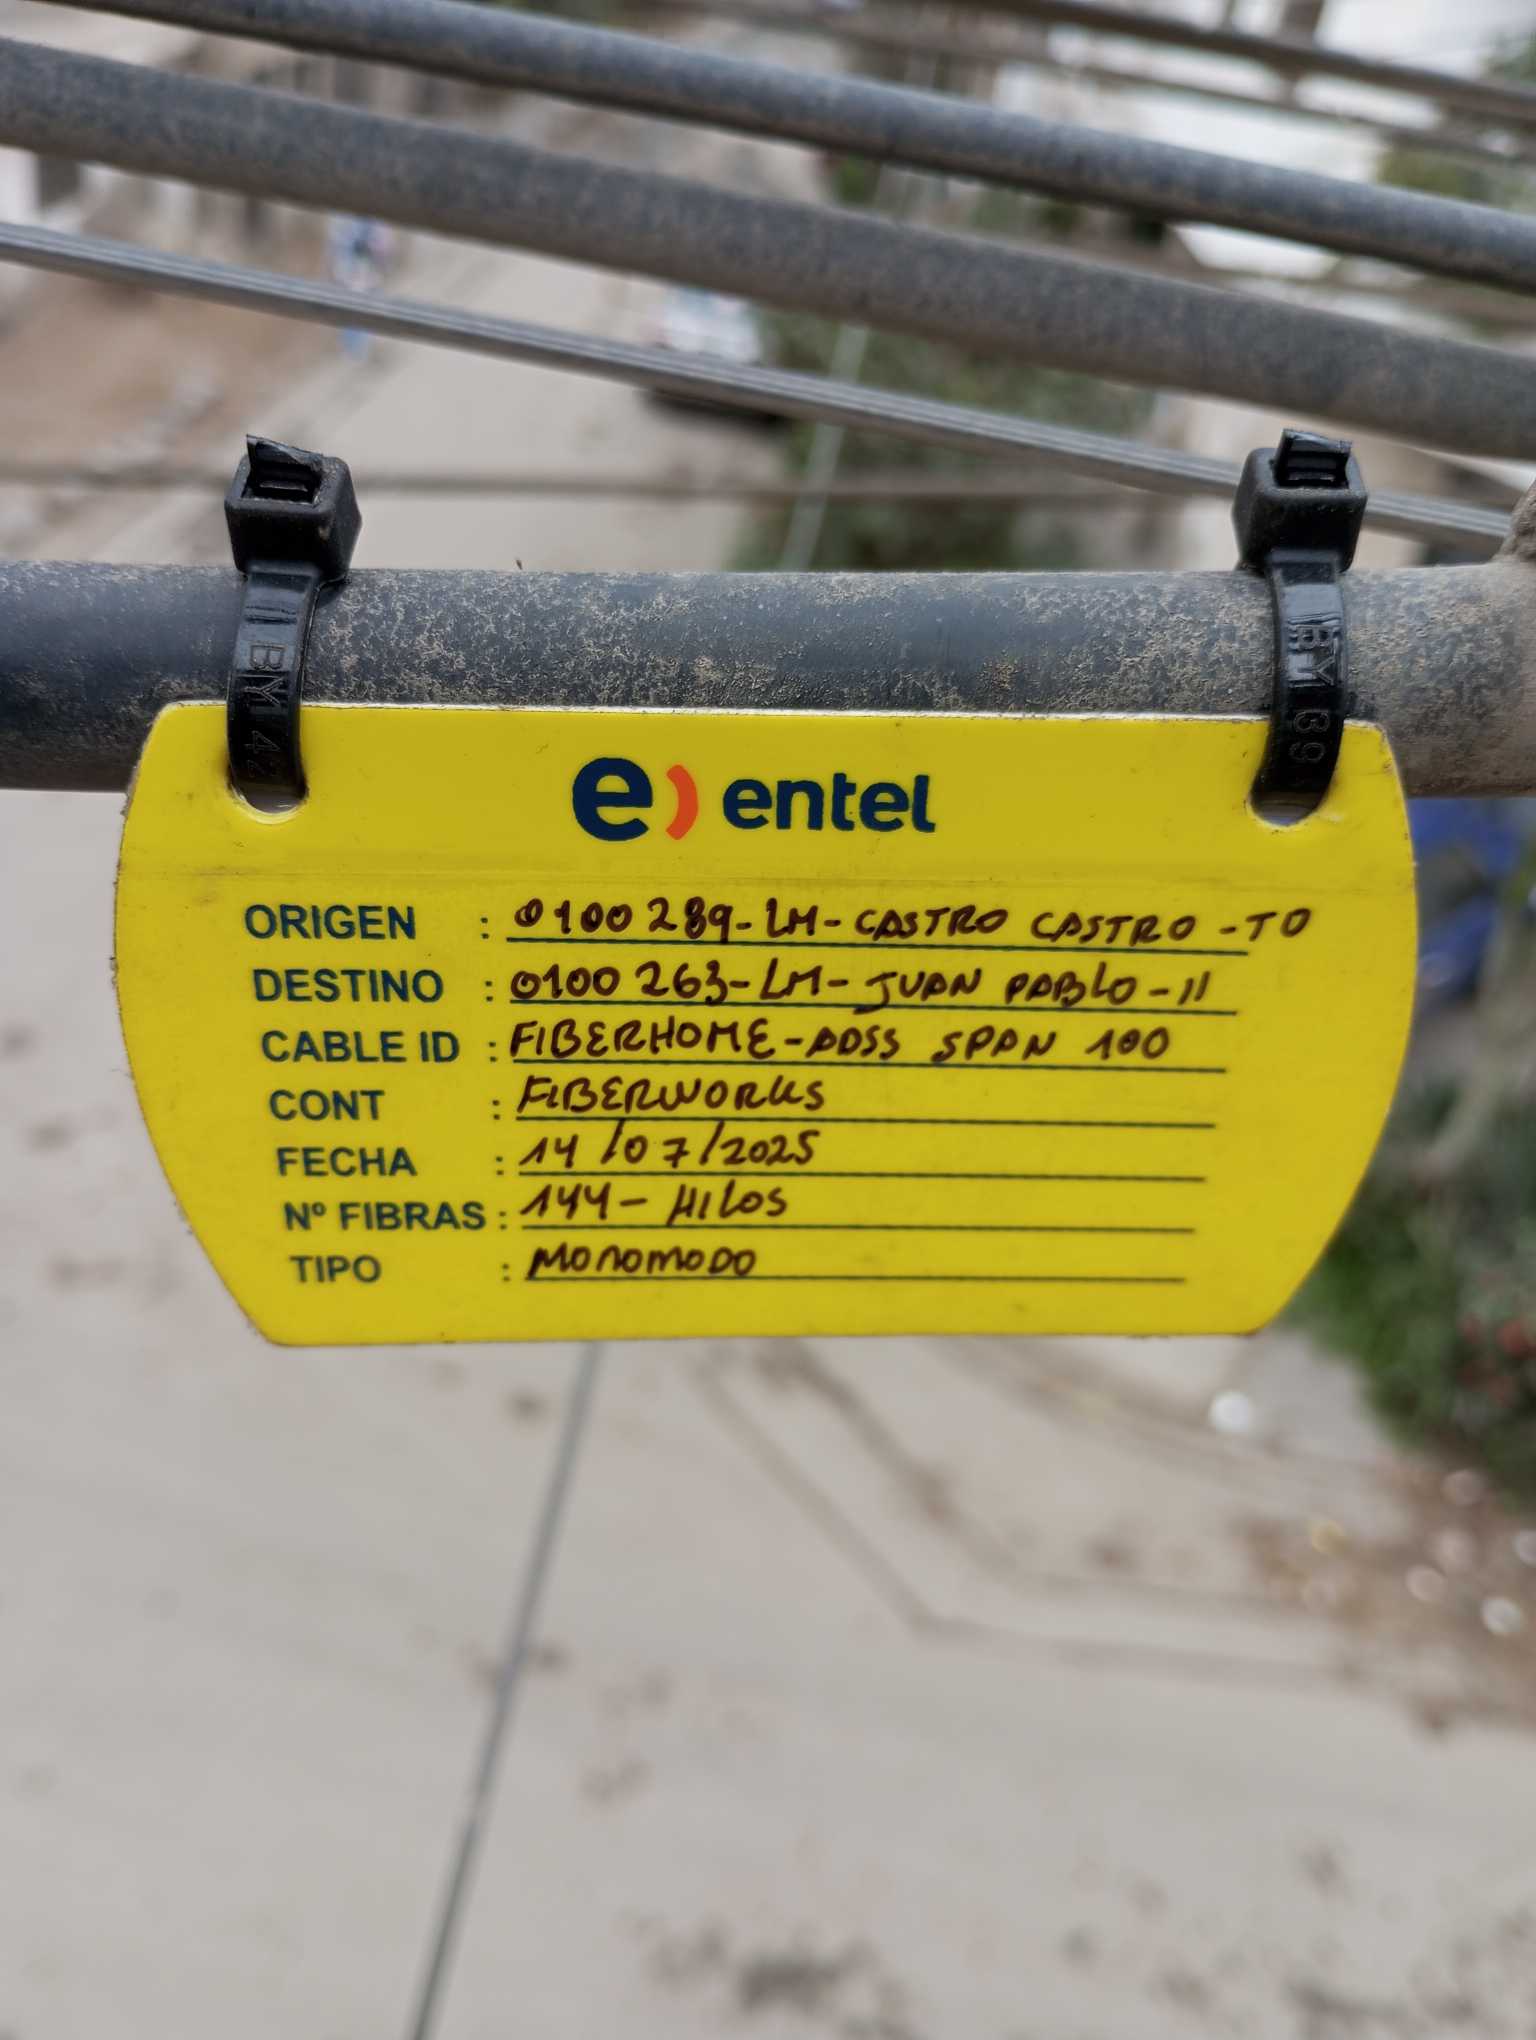 e) entel
ORIGEN : 0100289-LM-CASTRO CASTRO-TO
DESTINO : 0100263-LM-JUAN PABLO-II
CABLE ID : FIBERHOME-ADSS SPAN 100
CONT : FIBERWORKS
FECHA : 14/07/2025
Nº FIBRAS : 144-HILOS
TIPO : MONOMODO